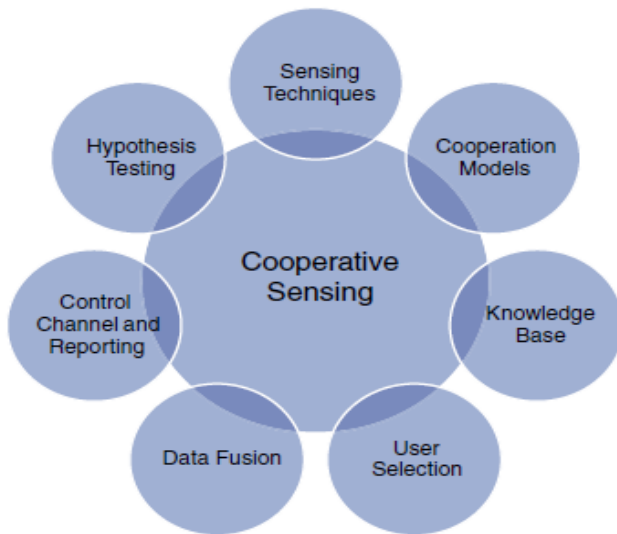 Sensing
Techniques
Hypothesis
Testing
Cooperation
Models
Cooperative
Sensing
Control
Channel and
Reporting
Knowledge
Base
Data Fusion
User
Selection